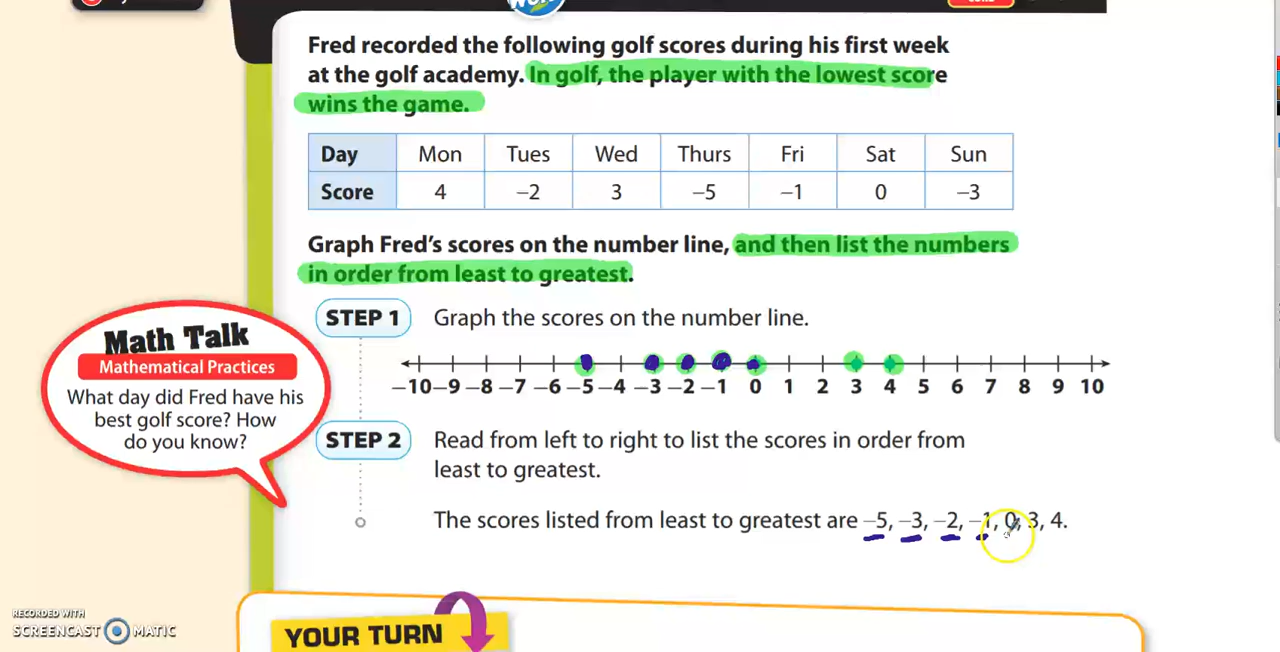 Fred recorded the following golf scores during his first week
at the golf academy. In golf, the player with the lowest score
wins the game.
Day Mon Tues Wed Thurs Fri Sat Sun
Score 4 −2 3 −5 −1 0 −3
Graph Fred's scores on the number line, and then list the numbers
in order from least to greatest.
STEP 1 Graph the scores on the number line.
−10 −9 −8 −7 −6 −5 −4 −3 −2 −1 0 1 2 3 4 5 6 7 8 9 10
Math Talk
Mathematical Practices
What day did Fred have his
best golf score? How
do you know?
STEP 2 Read from left to right to list the scores in order from
least to greatest.
The scores listed from least to greatest are −5, −3, −2, −1, 0, 3, 4.
RECORDED WITH
SCREENCAST MATIC
YOUR TURN